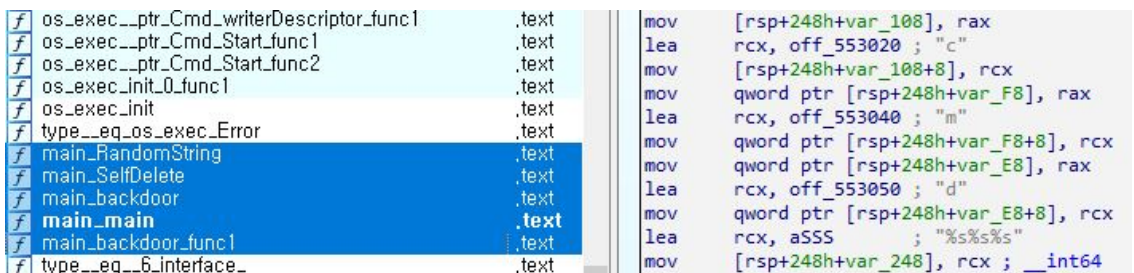 f os_exec__ptr_Cmd_writerDescriptor_func1 .text
f os_exec__ptr_Cmd_Start_func1 .text
f os_exec__ptr_Cmd_Start_func2 .text
f os_exec_init_0_func1 .text
f os_exec_init .text
f type__eq_os_exec_Error .text
f main_RandomString .text
f main_SelfDelete .text
f main_backdoor .text
f main_main .text
f main_backdoor_func1 .text
f type__eq__6_interface_ .text
mov [rsp+248h+var_108], rax
lea rcx, off_553020 ; "c"
mov [rsp+248h+var_108+8], rcx
mov qword ptr [rsp+248h+var_F8], rax
lea rcx, off_553040 ; "m"
mov qword ptr [rsp+248h+var_F8+8], rcx
mov qword ptr [rsp+248h+var_E8], rax
lea rcx, off_553050 ; "d"
mov qword ptr [rsp+248h+var_E8+8], rcx
lea rcx, aSSS ; "%s%s%s"
mov [rsp+248h+var_248], rcx ; __int64